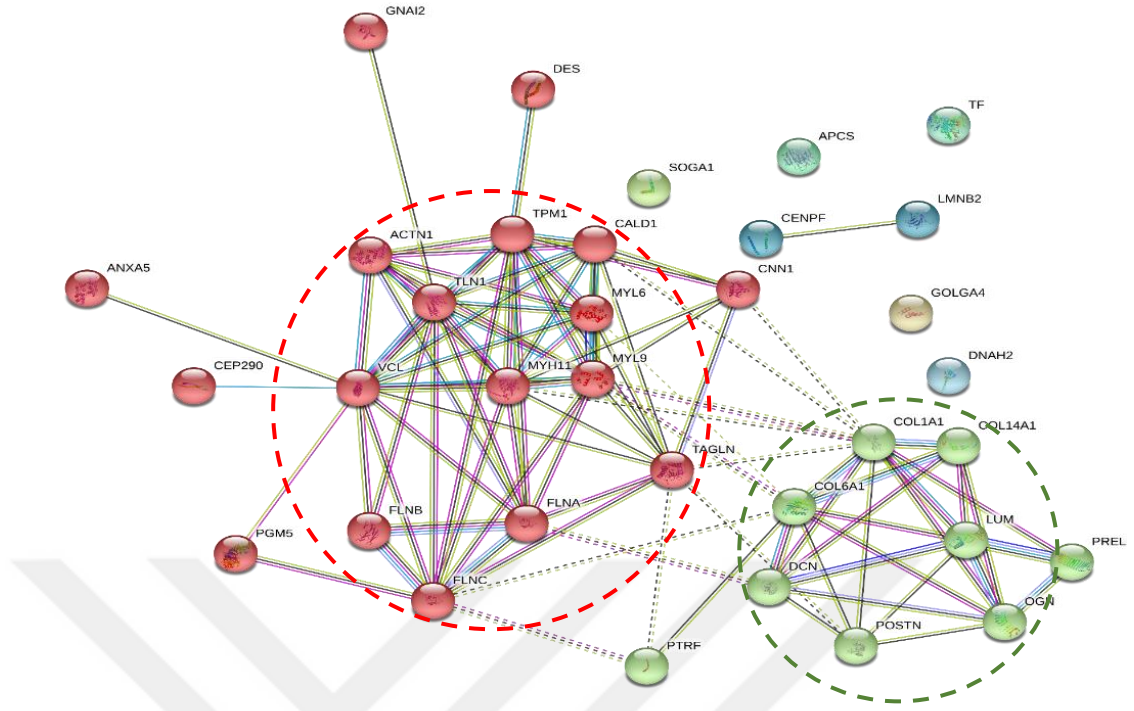 GNAI2
DES
TF
APCS
SOGA1
LMNB2
CENPF
TPM1
CALD1
ACTN1
CNN1
TLN1
ANXA5
MYL6
GOLGA4
CEP290
VCL
MYH11
MYL9
DNAH2
COL1A1
COL14A1
TAGLN
COL6A1
FLNB
FLNA
LUM
PGM5
PREL
DCN
FLNC
OGN
POSTN
PTRF